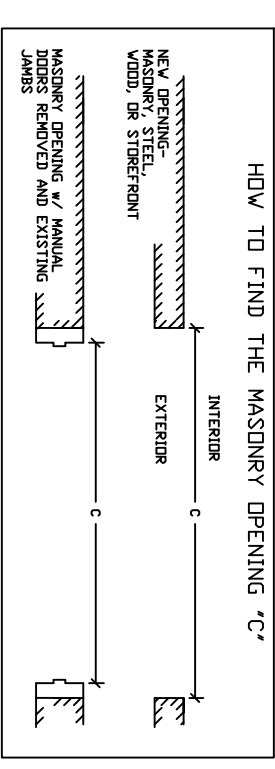 HOW TO FIND THE MASONRY OPENING "C"
INTERIOR
C
EXTERIOR
NEW OPENING-
MASONRY, STEEL,
WOOD, OR STOREFRONT
C
MASONRY OPENING w/ MANUAL
DOORS REMOVED AND EXISTING
JAMBS